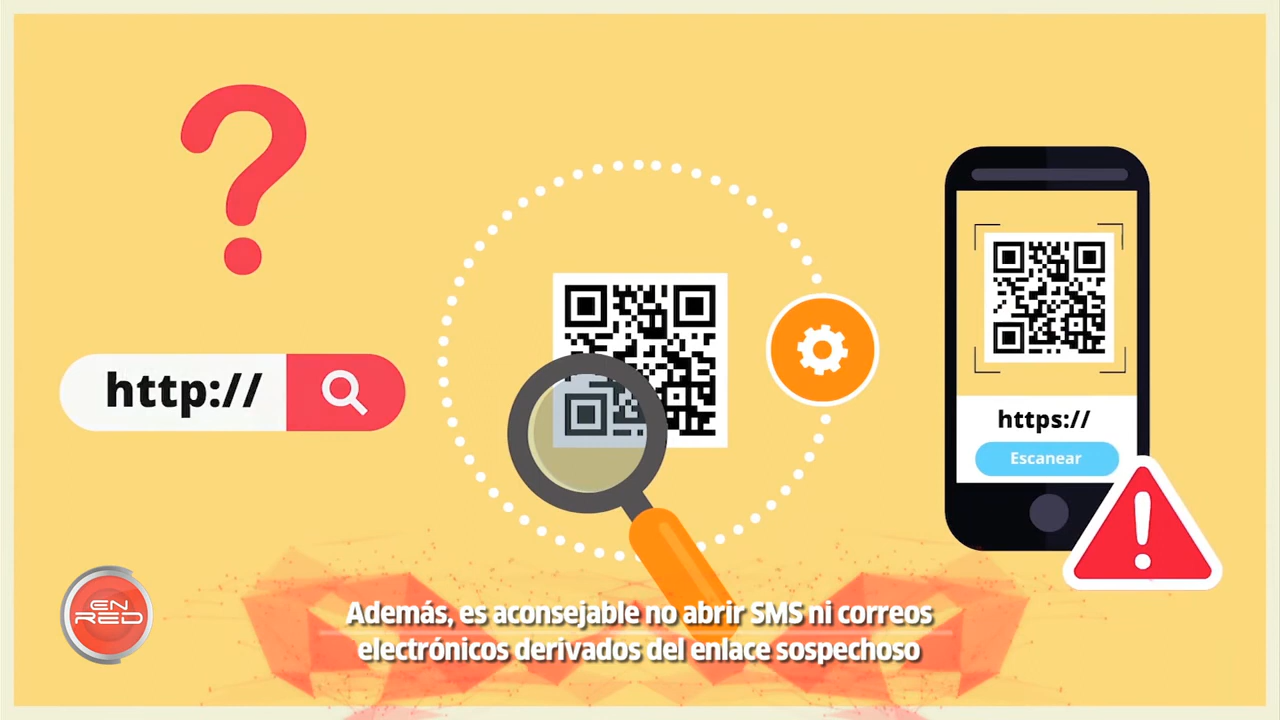 http://
https://
Escanear
EN
RED
Además, es aconsejable no abrir SMS ni correos
electrónicos derivados del enlace sospechoso